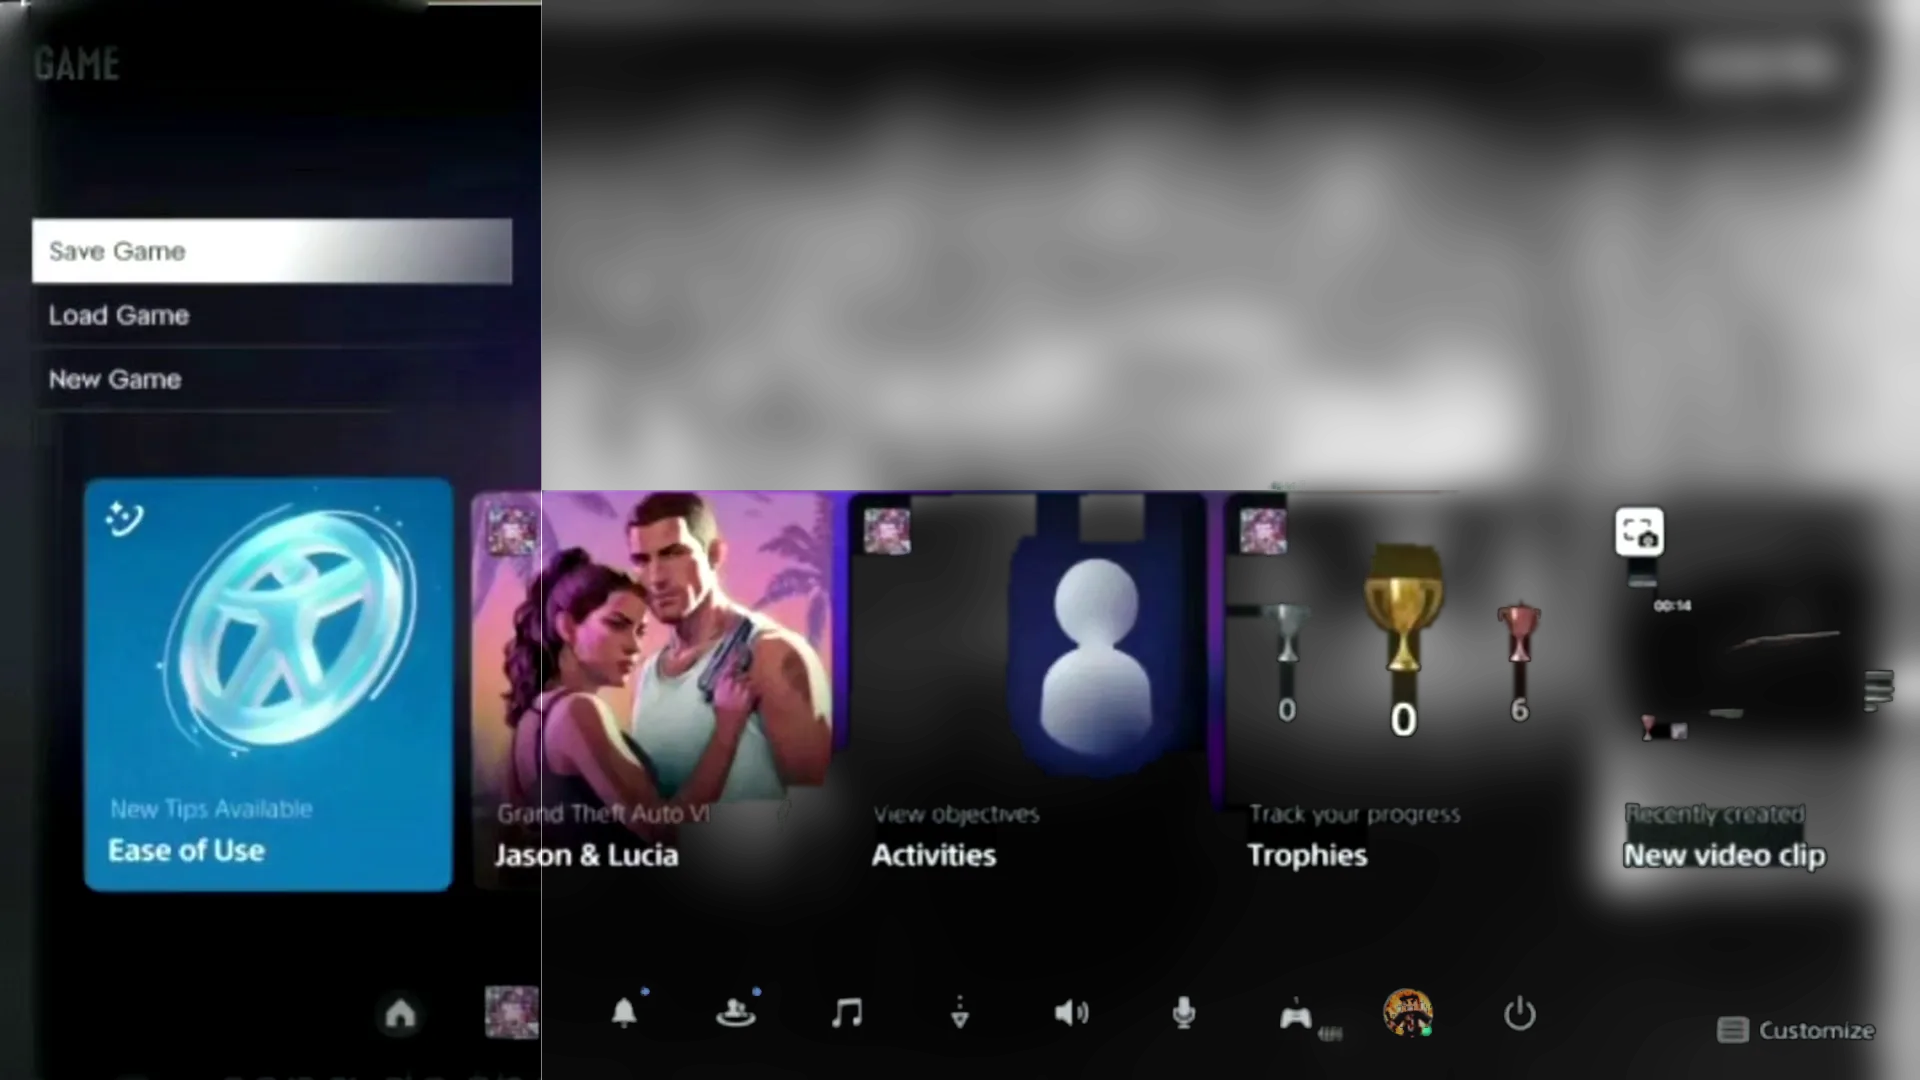 GAME
Save Game
Load Game
New Game
00:14
0
0
6
New Tips Available
Ease of Use
Grand Theft Auto VI
Jason & Lucia
View objectives
Activities
Track your progress
Trophies
Recently created
New video clip
Customize